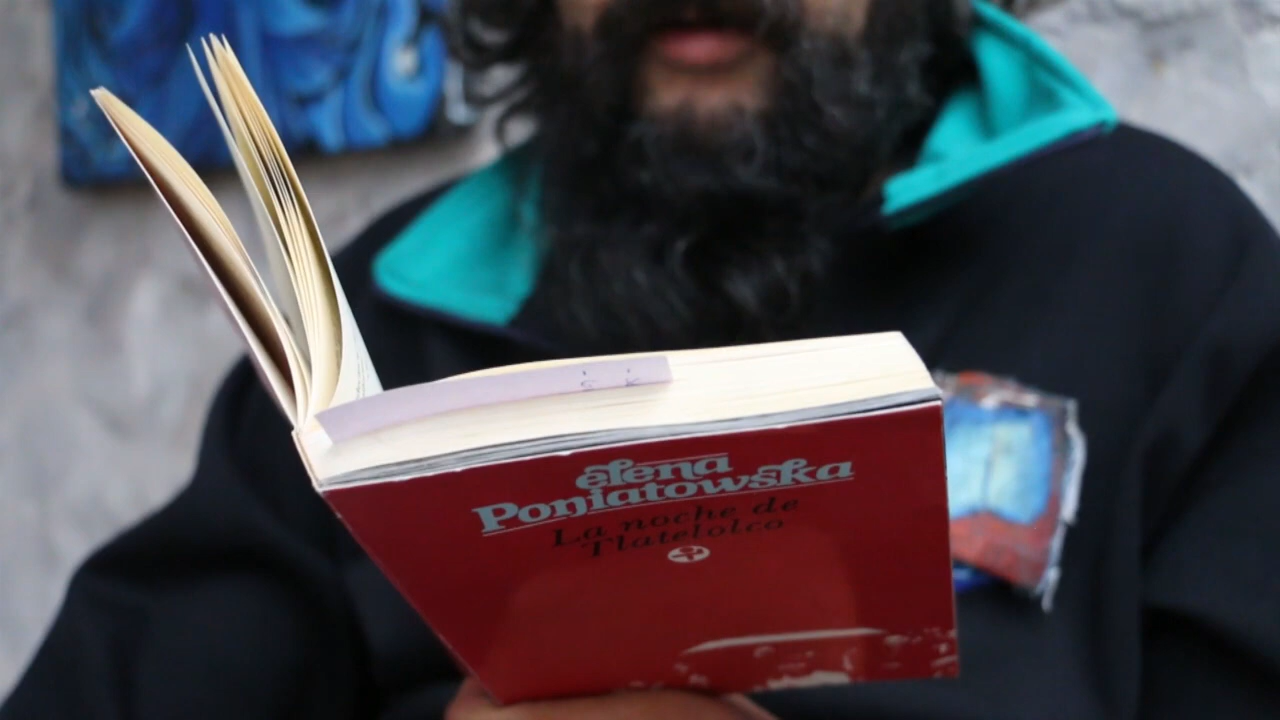 elena
Poniatowska
La noche de
Tlatelolco